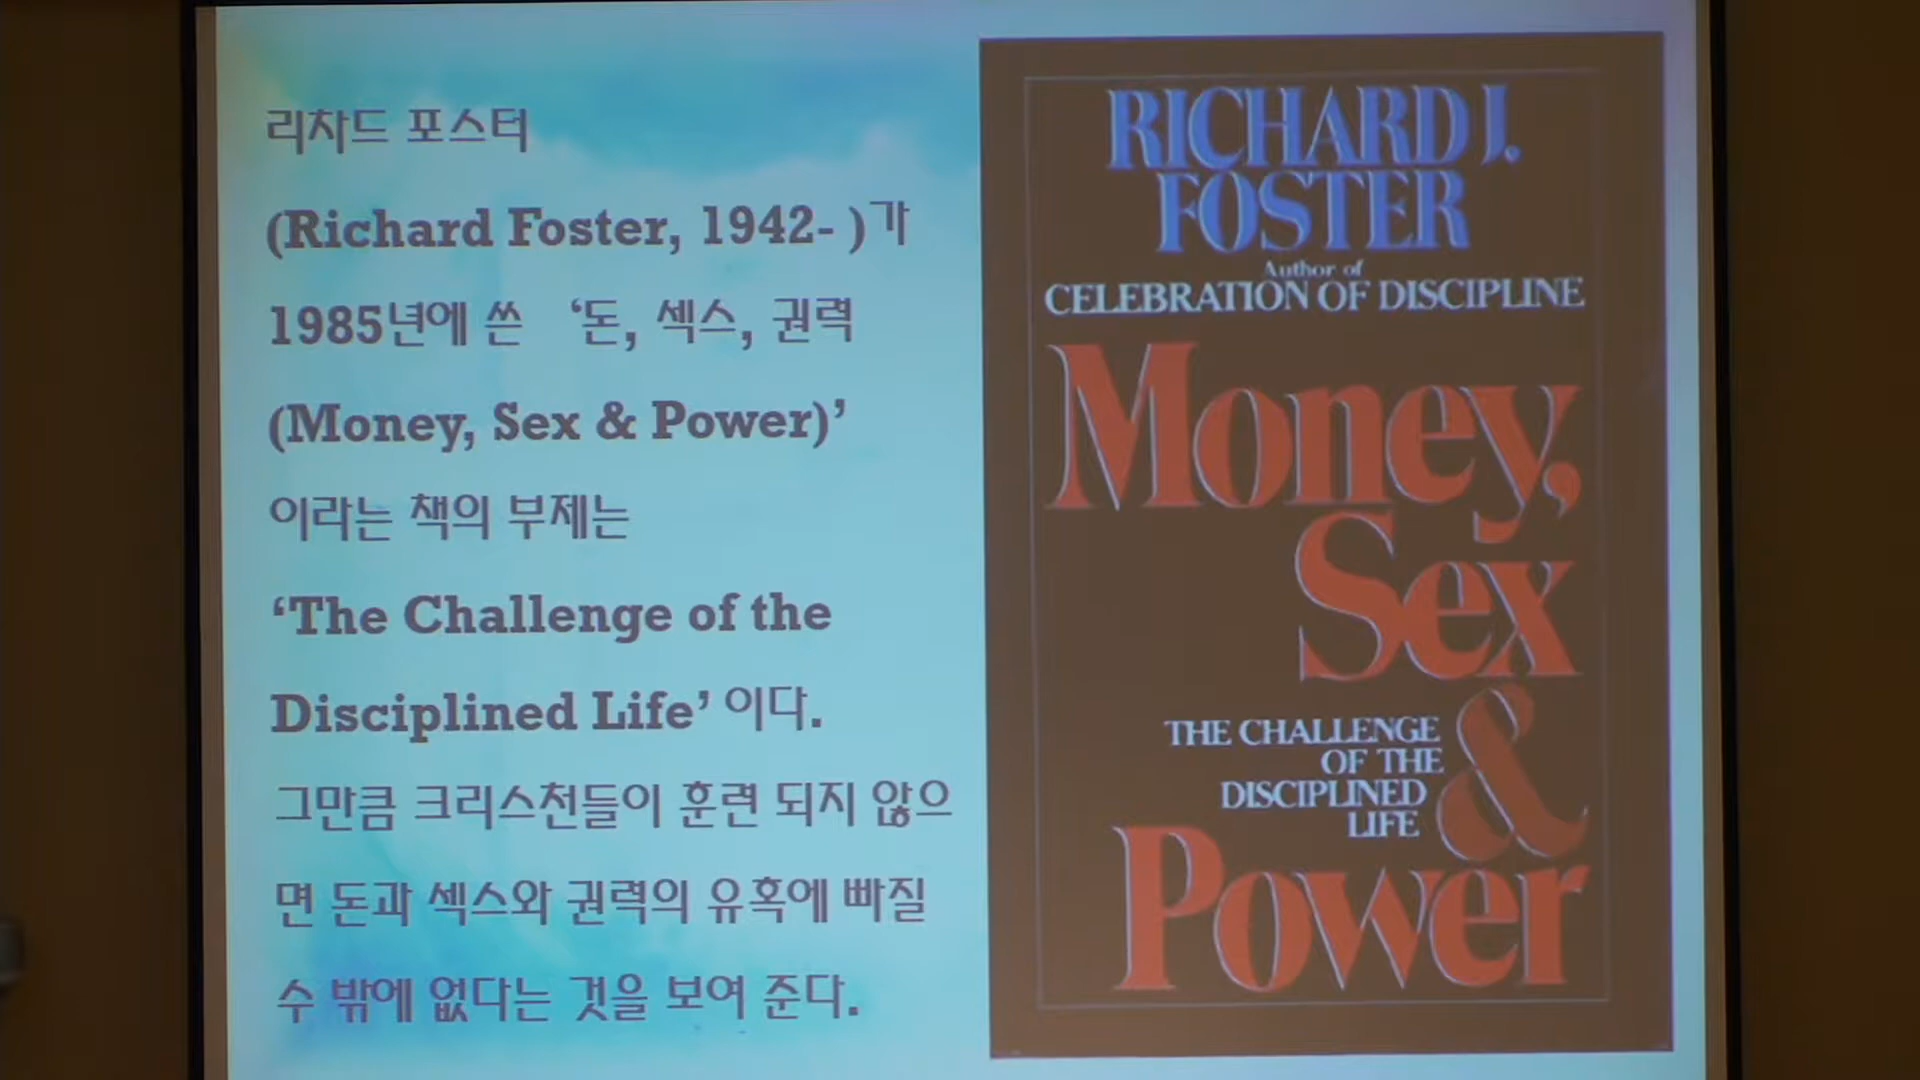 리차드 포스터
(Richard Foster, 1942- )가
1985년에 쓴 ‘돈, 섹스, 권력
(Money, Sex & Power)’
이라는 책의 부제는
‘The Challenge of the
Disciplined Life’ 이다.
그만큼 크리스천들이 훈련 되지 않으
면 돈과 섹스와 권력의 유혹에 빠질
수 밖에 없다는 것을 보여 준다.
RICHARD J.
FOSTER
Author of
CELEBRATION OF DISCIPLINE
Money,
Sex
&
THE CHALLENGE
OF THE
DISCIPLINED
LIFE
Power